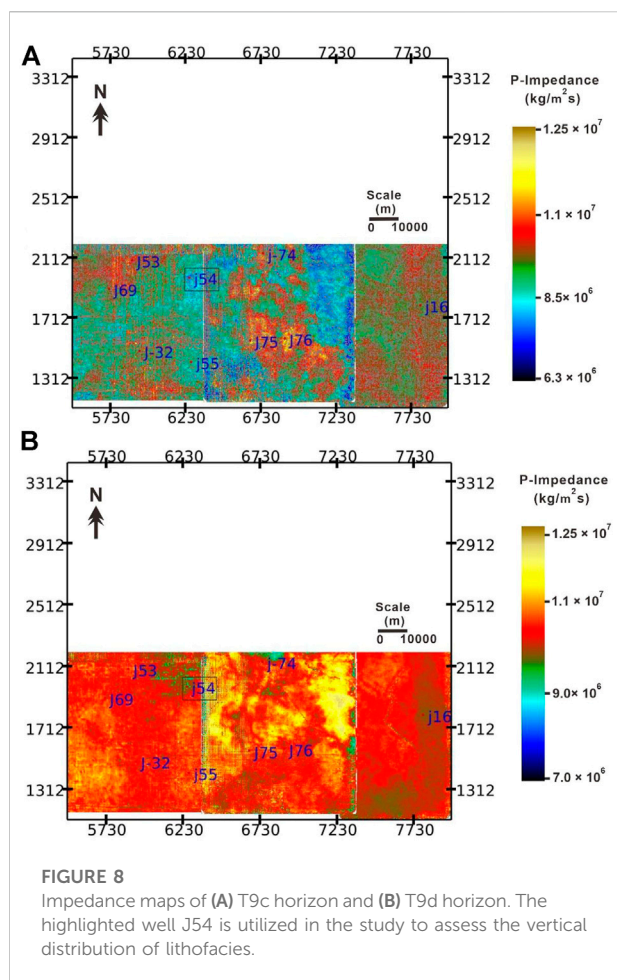 A
5730 6230 6730 7230 7730
3312 3312
N
2912 2912
2512 2512
Scale
(m)
0 10000
2112 2112
J53 j54 j-74
J69
j16
1712 1712
J-32 j55 J75 J76
1312 1312
5730 6230 6730 7230 7730
P-Impedance
(kg/m²s)
1.25 × 10⁷
1.1 × 10⁷
8.5 × 10⁶
6.3 × 10⁶
B
5730 6230 6730 7230 7730
3312 3312
N
2912 2912
2512 2512
Scale
(m)
0 10000
2112 2112
J53 j54 j-74
J69
j16
1712 1712
J-32 j55 J75 J76
1312 1312
5730 6230 6730 7230 7730
P-Impedance
(kg/m²s)
1.25 × 10⁷
1.1 × 10⁷
9.0 × 10⁶
7.0 × 10⁶
FIGURE 8
Impedance maps of (A) T9c horizon and (B) T9d horizon. The
highlighted well J54 is utilized in the study to assess the vertical
distribution of lithofacies.